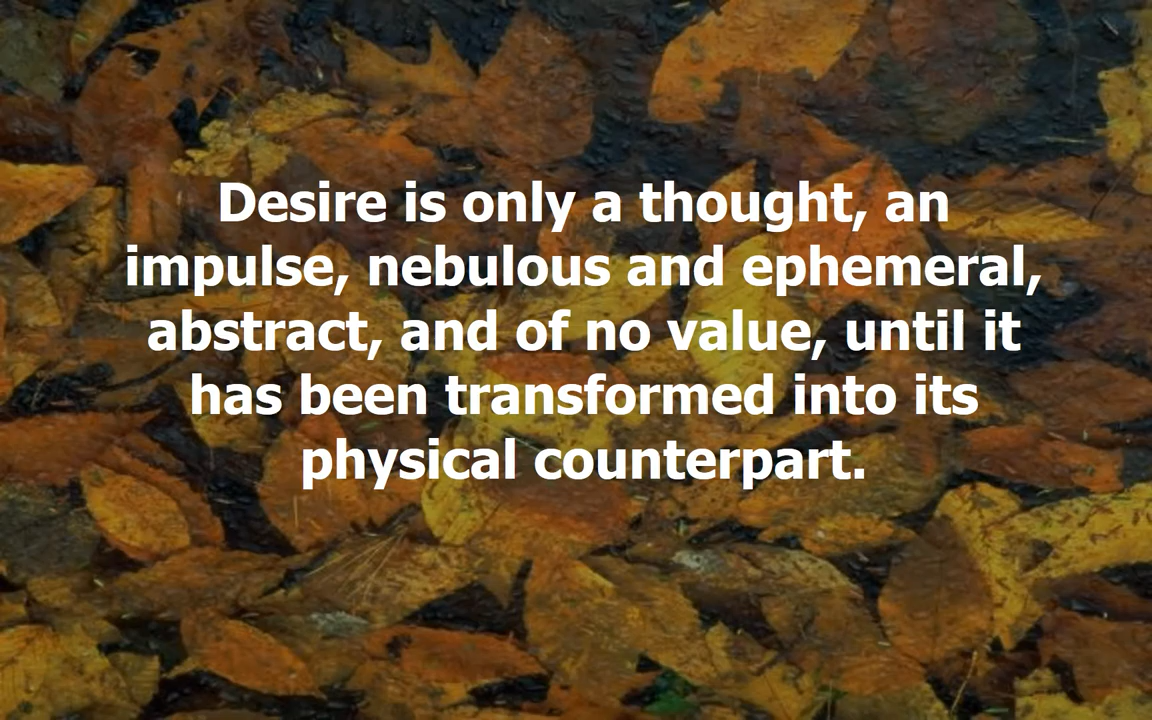 Desire is only a thought, an
impulse, nebulous and ephemeral,
abstract, and of no value, until it
has been transformed into its
physical counterpart.